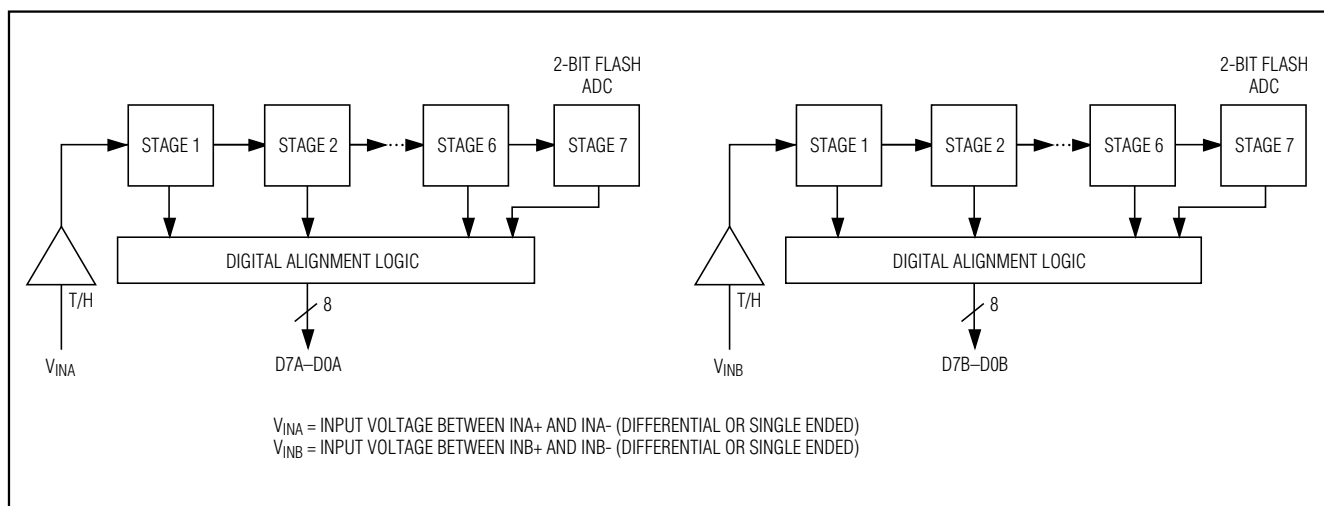 2-BIT FLASH
ADC
STAGE 1
STAGE 2
...
STAGE 6
STAGE 7
DIGITAL ALIGNMENT LOGIC
T/H
8
VINA
D7A–D0A
2-BIT FLASH
ADC
STAGE 1
STAGE 2
...
STAGE 6
STAGE 7
DIGITAL ALIGNMENT LOGIC
T/H
8
VINB
D7B–D0B
VINA = INPUT VOLTAGE BETWEEN INA+ AND INA- (DIFFERENTIAL OR SINGLE ENDED)
VINB = INPUT VOLTAGE BETWEEN INB+ AND INB- (DIFFERENTIAL OR SINGLE ENDED)